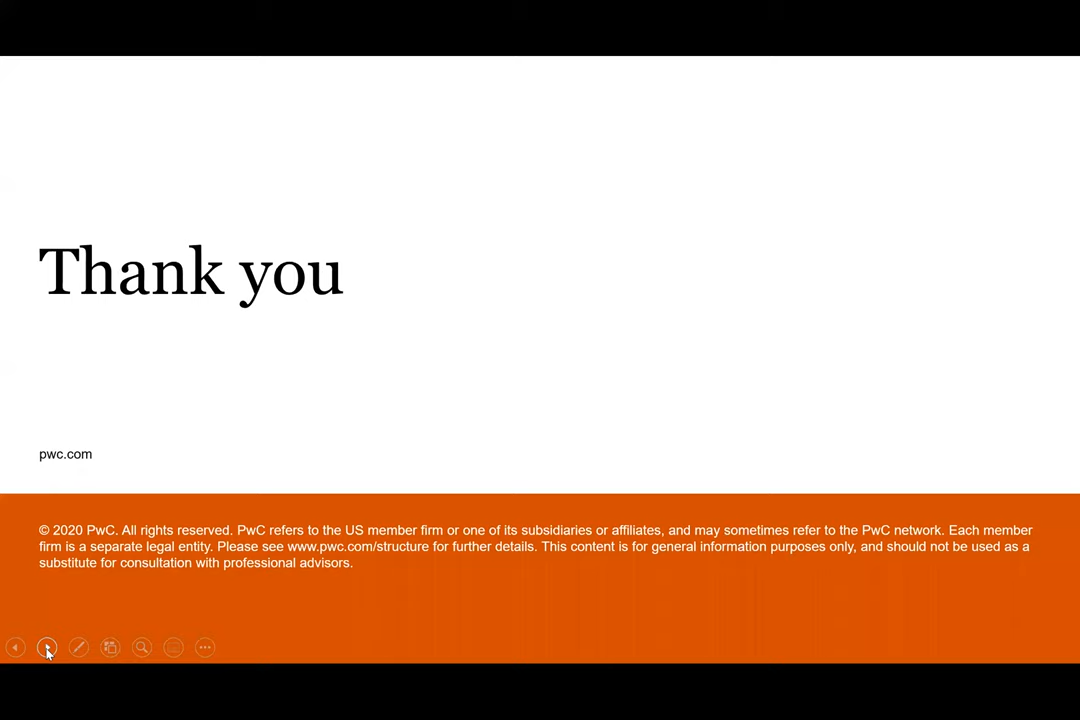 Thank you
pwc.com
© 2020 PwC. All rights reserved. PwC refers to the US member firm or one of its subsidiaries or affiliates, and may sometimes refer to the PwC network. Each member
firm is a separate legal entity. Please see www.pwc.com/structure for further details. This content is for general information purposes only, and should not be used as a
substitute for consultation with professional advisors.